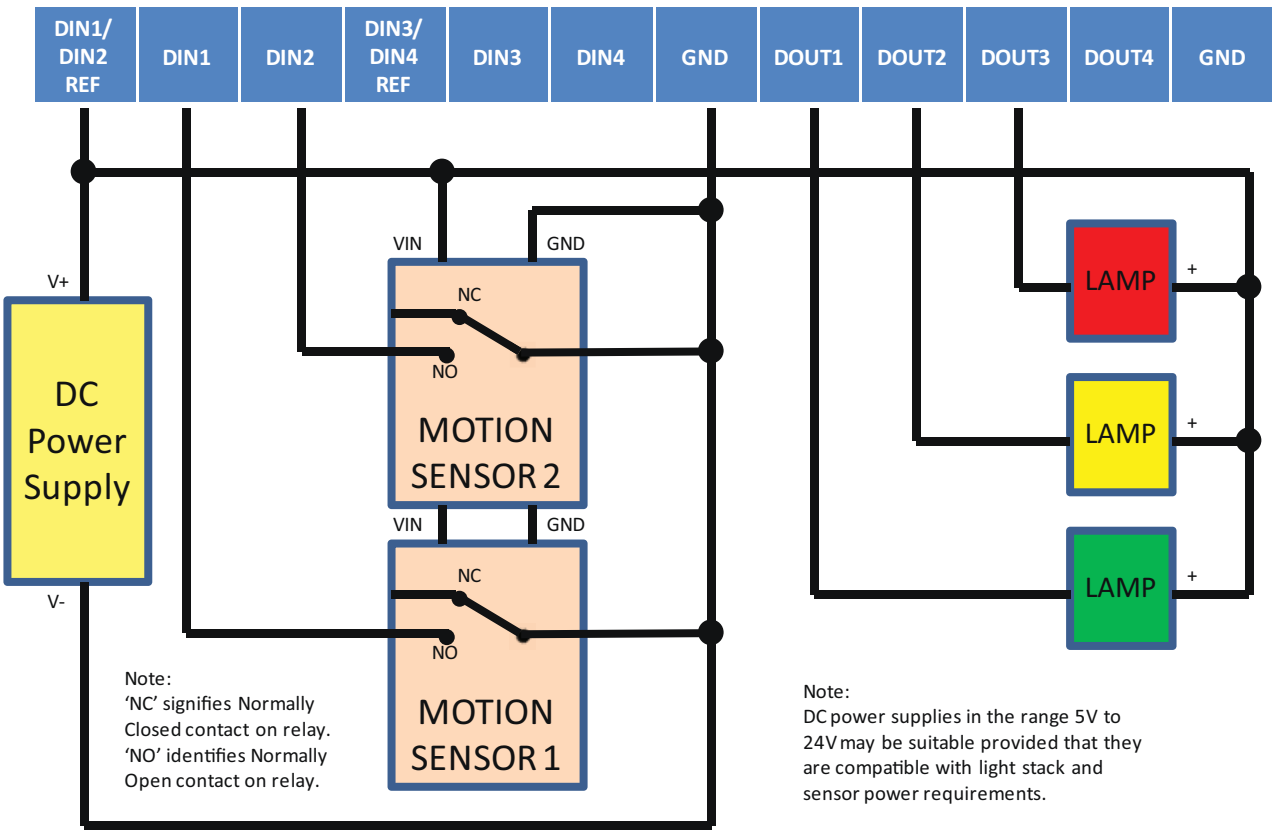 DIN1/
DIN2
REF
DIN1
DIN2
DIN3/
DIN4
REF
DIN3
DIN4
GND
DOUT1
DOUT2
DOUT3
DOUT4
GND
VIN
GND
V+
NC
NO
LAMP
+
DC
Power
Supply
MOTION
SENSOR 2
LAMP
+
VIN
GND
V-
NC
NO
LAMP
+
MOTION
SENSOR 1
Note:
‘NC’ signifies Normally
Closed contact on relay.
‘NO’ identifies Normally
Open contact on relay.
Note:
DC power supplies in the range 5V to
24V may be suitable provided that they
are compatible with light stack and
sensor power requirements.